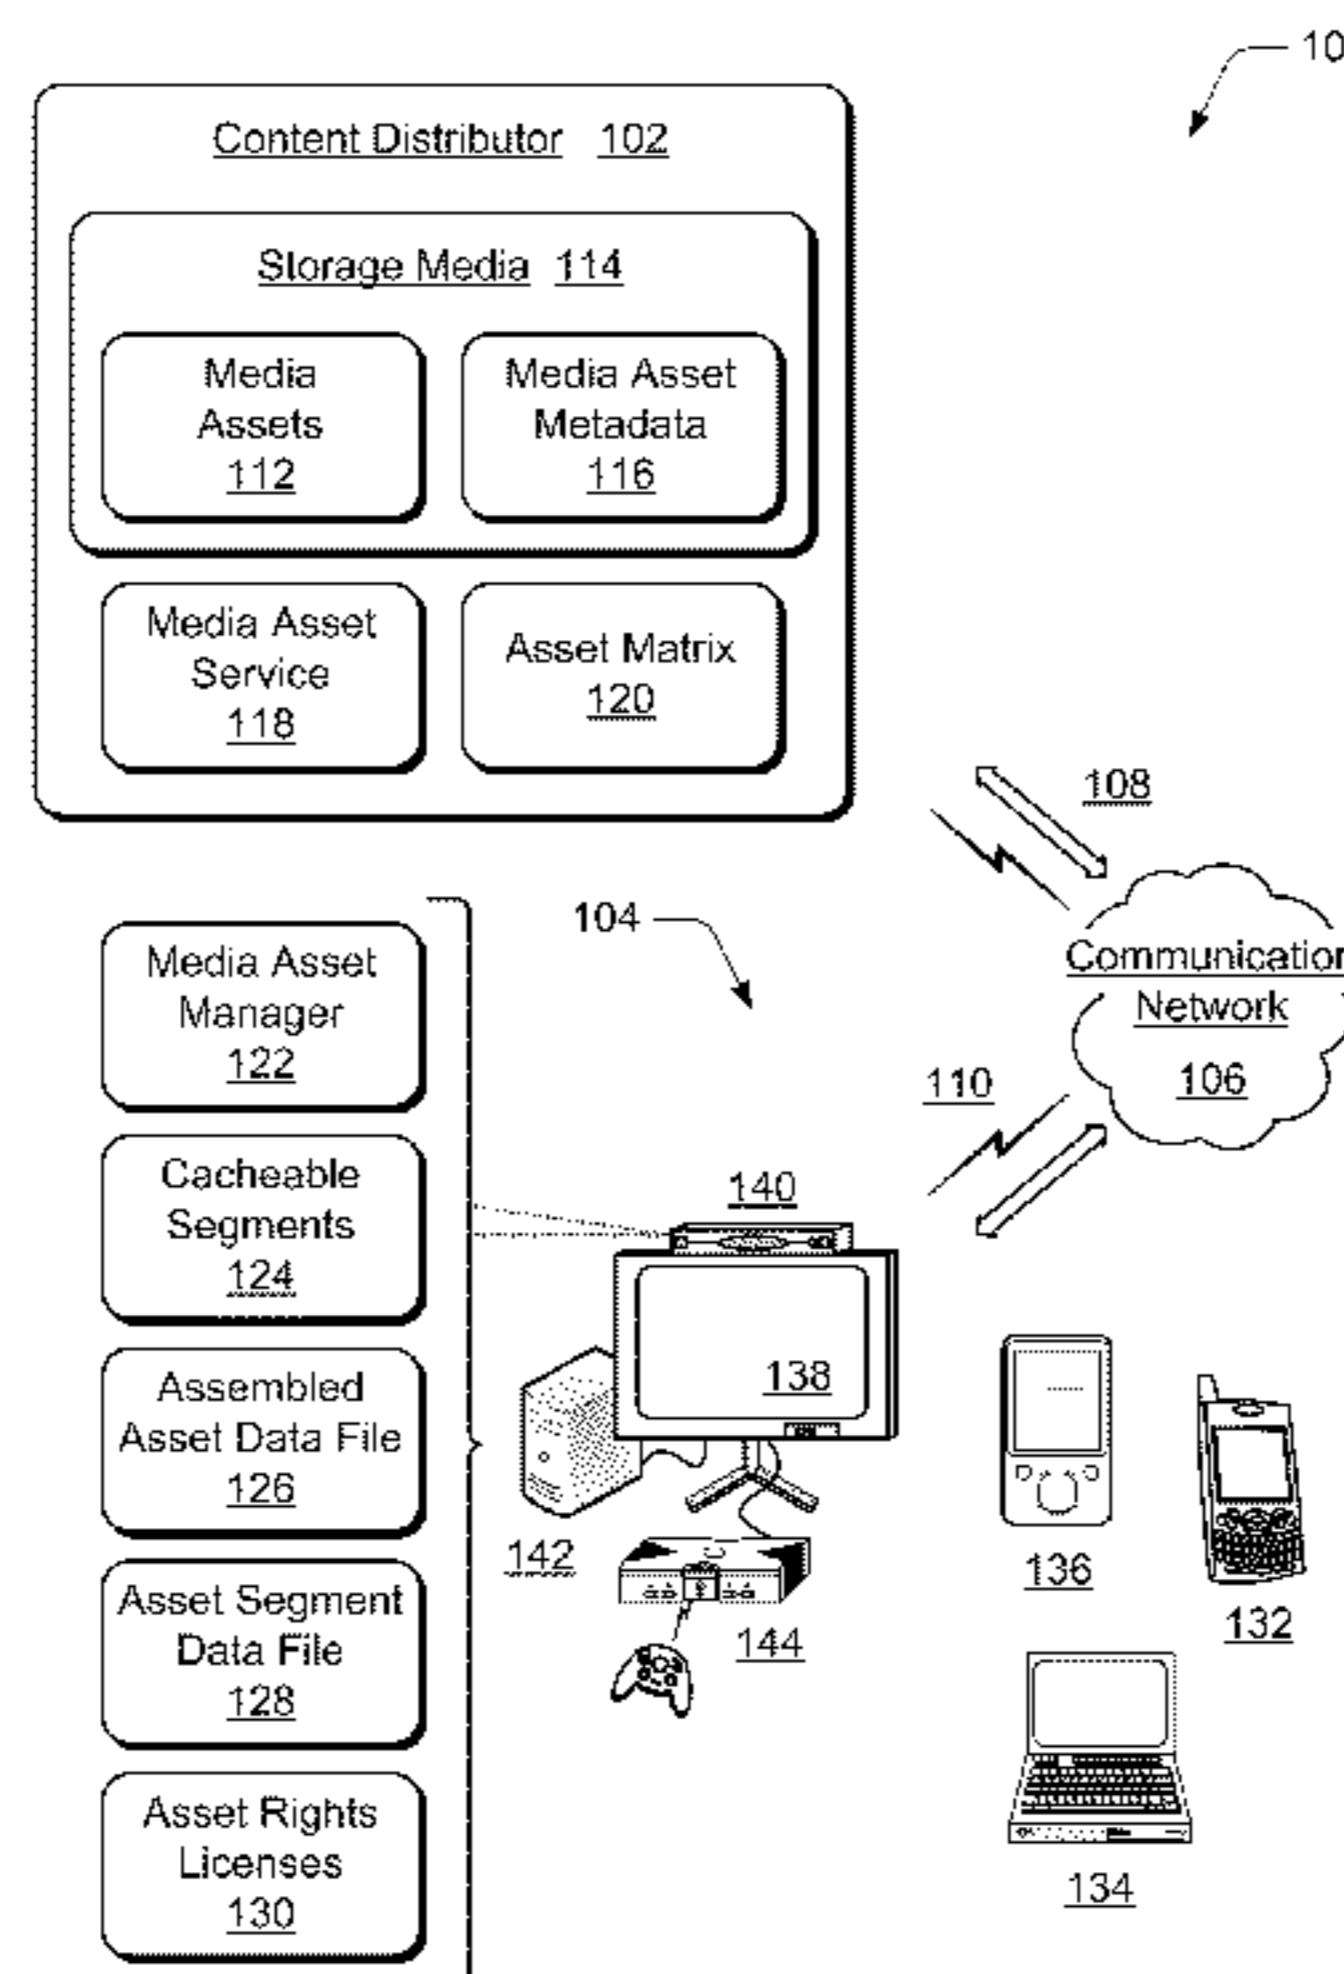 10
Content Distributor 102
Storage Media 114
Media
Assets
112
Media Asset
Metadata
116
Media Asset
Service
118
Asset Matrix
120
108
Communication
Network
106
104
110
Media Asset
Manager
122
Cacheable
Segments
124
Assembled
Asset Data File
126
Asset Segment
Data File
128
Asset Rights
Licenses
130
140
138
142
144
136
132
134